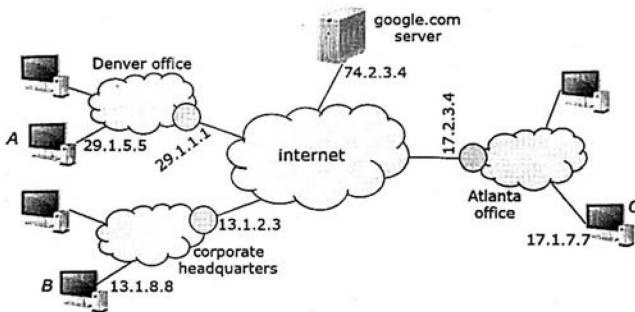 google.com
server
74.2.3.4
Denver office
A
29.1.5.5
29.1.1.1
internet
17.2.3.4
Atlanta
office
C
17.1.7.7
13.1.2.3
corporate
headquarters
B
13.1.8.8